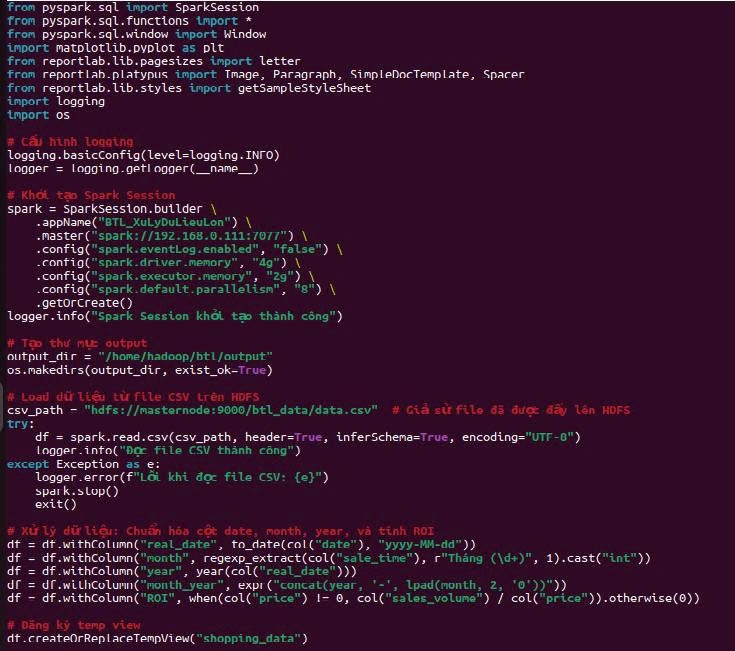 from pyspark.sql import SparkSession
from pyspark.sql.functions import *
from pyspark.sql.window import Window
import matplotlib.pyplot as plt
from reportlab.lib.pagesizes import letter
from reportlab.platypus import Image, Paragraph, SimpleDocTemplate, Spacer
from reportlab.lib.styles import getSampleStyleSheet
import logging
import os

# Cấu hình logging
logging.basicConfig(level=logging.INFO)
logger = logging.getLogger(__name__)

# Khởi tạo Spark Session
spark = SparkSession.builder \
    .appName("BTL_XuLyDuLieuLon") \
    .master("spark://192.168.0.111:7077") \
    .config("spark.eventLog.enabled", "false") \
    .config("spark.driver.memory", "4g") \
    .config("spark.executor.memory", "2g") \
    .config("spark.default.parallelism", "8") \
    .getOrCreate()
logger.info("Spark Session khởi tạo thành công")

# Tạo thư mục output
output_dir = "/home/hadoop/btl/output"
os.makedirs(output_dir, exist_ok=True)

# Load dữ liệu từ file CSV trên HDFS
csv_path = "hdfs://masternode:9000/btl_data/data.csv"  # Giả sử file đã được đẩy lên HDFS
try:
    df = spark.read.csv(csv_path, header=True, inferSchema=True, encoding="UTF-8")
    logger.info("Đọc file CSV thành công")
except Exception as e:
    logger.error(f"Lỗi khi đọc file CSV: {e}")
    spark.stop()
    exit()

# Xử lý dữ liệu: Chuẩn hóa cột date, month, year, và tính ROI
df = df.withColumn("real_date", to_date(col("date"), "yyyy-MM-dd"))
df = df.withColumn("month", regexp_extract(col("sale_time"), r"Tháng (\d+)", 1).cast("int"))
df = df.withColumn("year", year(col("real_date")))
df = df.withColumn("month_year", expr("concat(year, '-', lpad(month, 2, '0'))"))
df = df.withColumn("ROI", when(col("price") != 0, col("sales_volume") / col("price")).otherwise(0))

# Đăng ký temp view
df.createOrReplaceTempView("shopping_data")